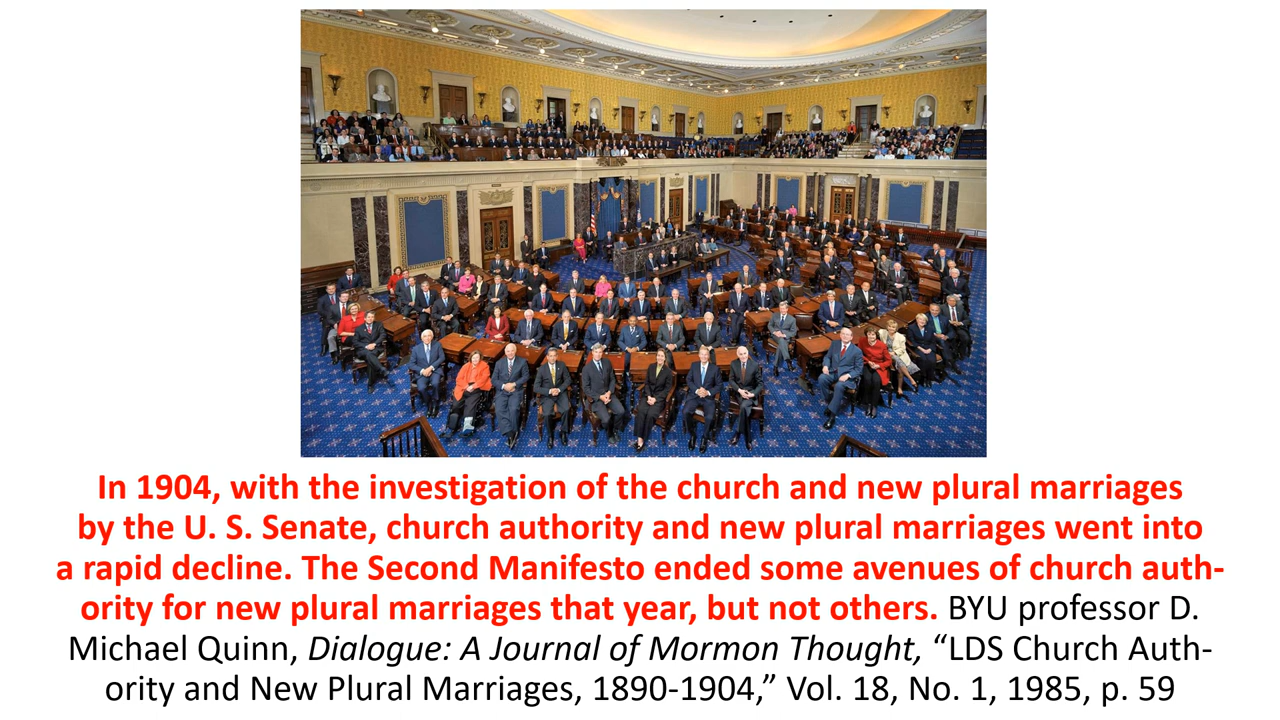 In 1904, with the investigation of the church and new plural marriages
by the U. S. Senate, church authority and new plural marriages went into
a rapid decline. The Second Manifesto ended some avenues of church auth-
ority for new plural marriages that year, but not others. BYU professor D.
Michael Quinn, Dialogue: A Journal of Mormon Thought, “LDS Church Auth-
ority and New Plural Marriages, 1890-1904,” Vol. 18, No. 1, 1985, p. 59